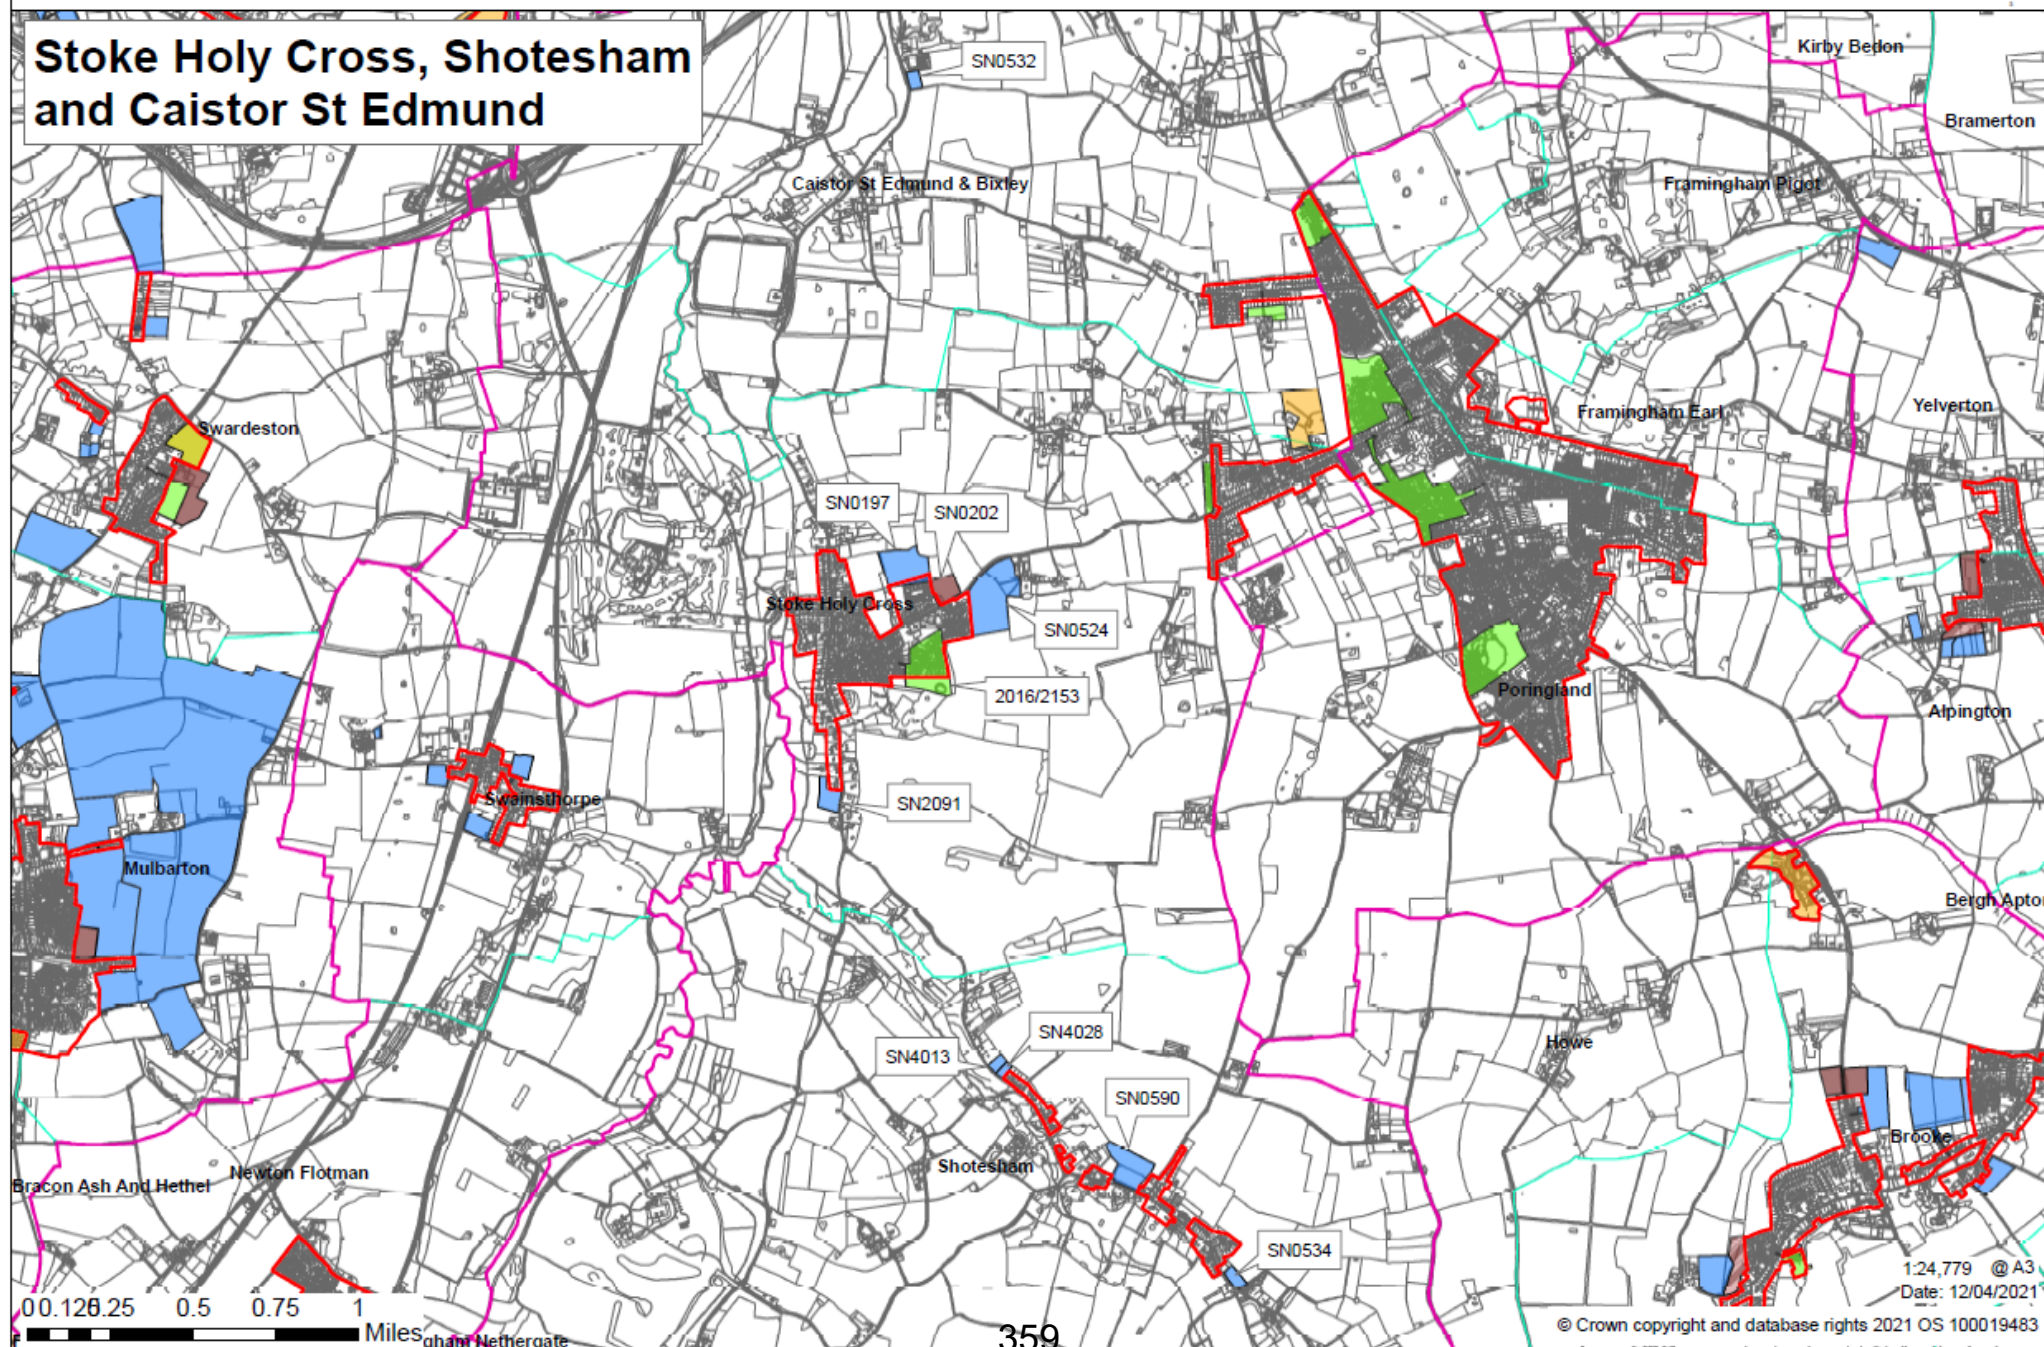 Stoke Holy Cross, Shotesham
and Caistor St Edmund
SN0532
Kirby Bedon
Bramerton
Caistor St Edmund & Bixley
Framingham Pigot
Swardeston
Framingham Earl
Yelverton
SN0197
SN0202
Stoke Holy Cross
SN0524
2016/2153
Poringland
Alpington
Swainsthorpe
SN2091
Mulbarton
Bergh Apto
SN4028
SN4013
Howe
SN0590
Brooke
Shotesham
Newton Flotman
Bracon Ash And Hethel
SN0534
1:24,779 @ A3
Date: 12/04/2021
0 0.125 0.25 0.5 0.75 1
Miles
gham Nethergate
359
© Crown copyright and database rights 2021 OS 100019483